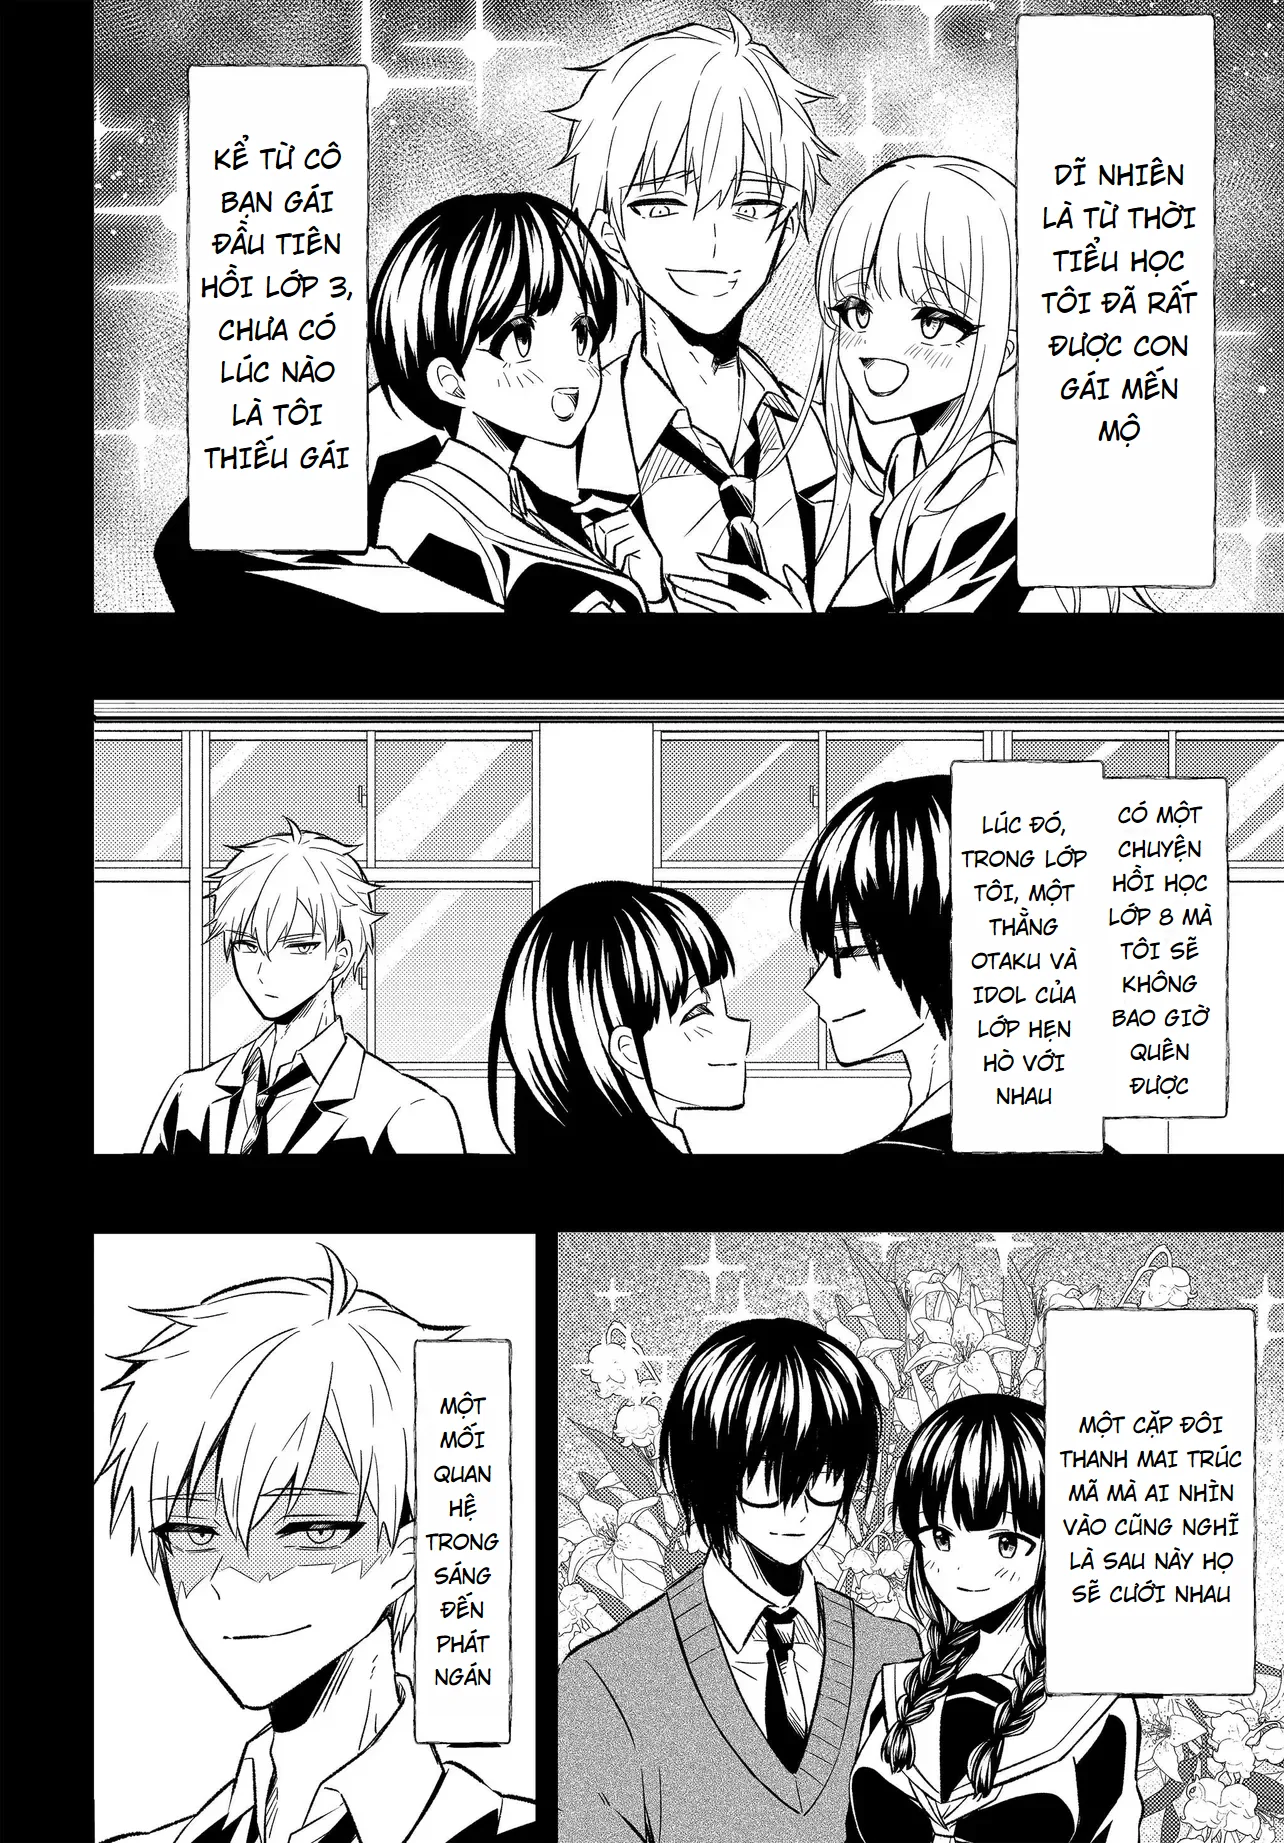 DĨ NHIÊN
LÀ TỪ THỜI
TIỂU HỌC
TÔI ĐÃ RẤT
ĐƯỢC CON
GÁI MẾN
MỘ
KỂ TỪ CÔ
BẠN GÁI
ĐẦU TIÊN
HỒI LỚP 3,
CHƯA CÓ
LÚC NÀO
LÀ TÔI
THIẾU GÁI
CÓ MỘT
CHUYỆN
HỒI HỌC
LỚP 8 MÀ
TÔI SẼ
KHÔNG
BAO GIỜ
QUÊN
ĐƯỢC
LÚC ĐÓ,
TRONG LỚP
TÔI, MỘT
THẰNG
OTAKU VÀ
IDOL CỦA
LỚP HẸN
HÒ VỚI
NHAU
MỘT CẶP ĐÔI
THANH MAI TRÚC
MÃ MÀ AI NHÌN
VÀO CŨNG NGHĨ
LÀ SAU NÀY HỌ
SẼ CƯỚI NHAU
MỘT
MỐI
QUAN
HỆ
TRONG
SÁNG
ĐẾN
PHÁT
NGÁN